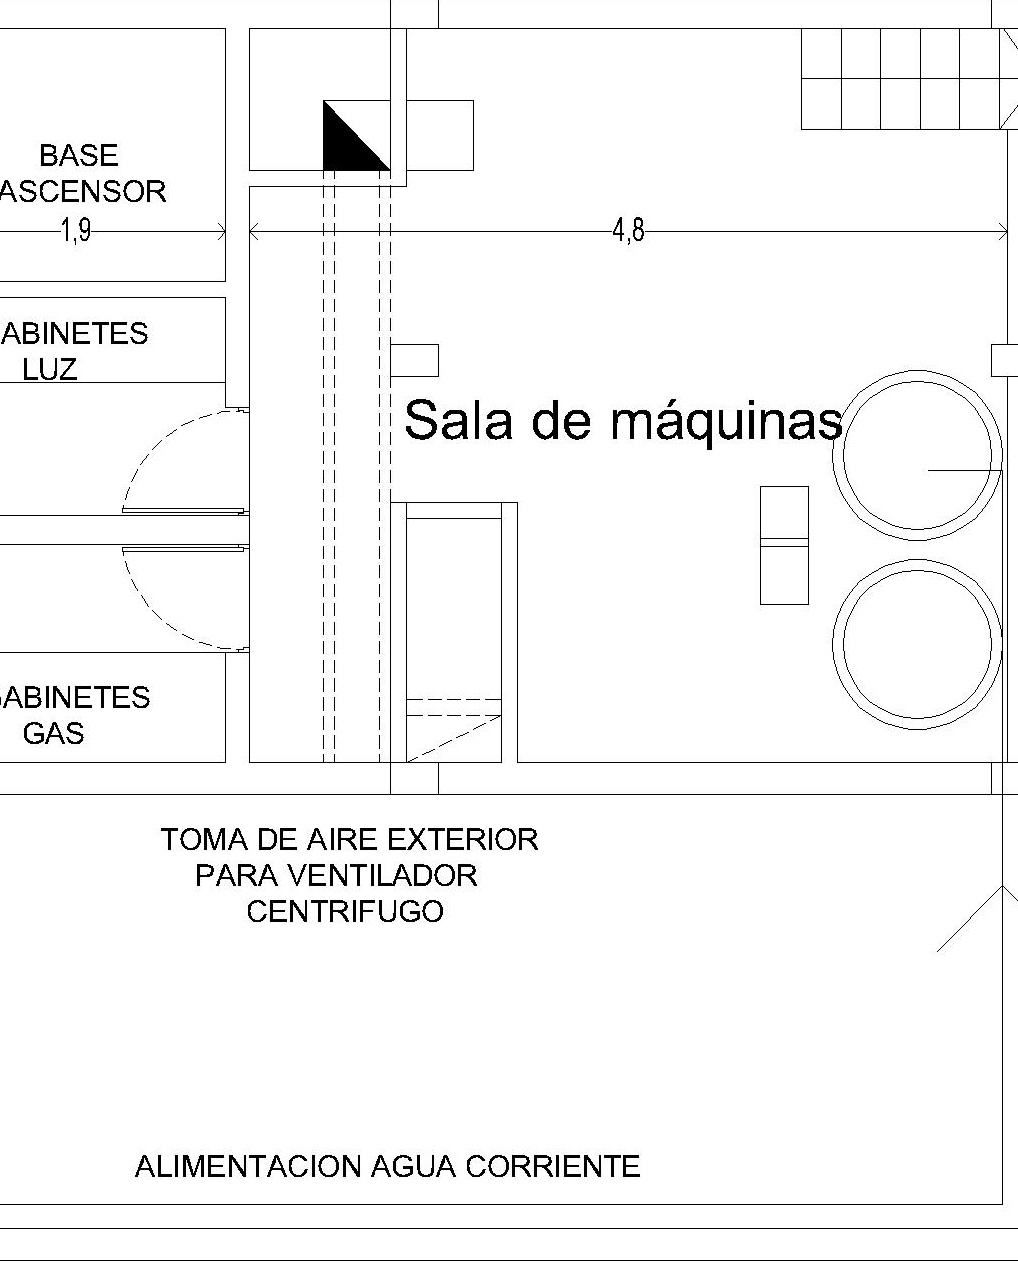 BASE
ASCENSOR
1,9
4,8
ABINETES
LUZ
Sala de máquinas
GABINETES
GAS
TOMA DE AIRE EXTERIOR
PARA VENTILADOR
CENTRIFUGO
ALIMENTACION AGUA CORRIENTE